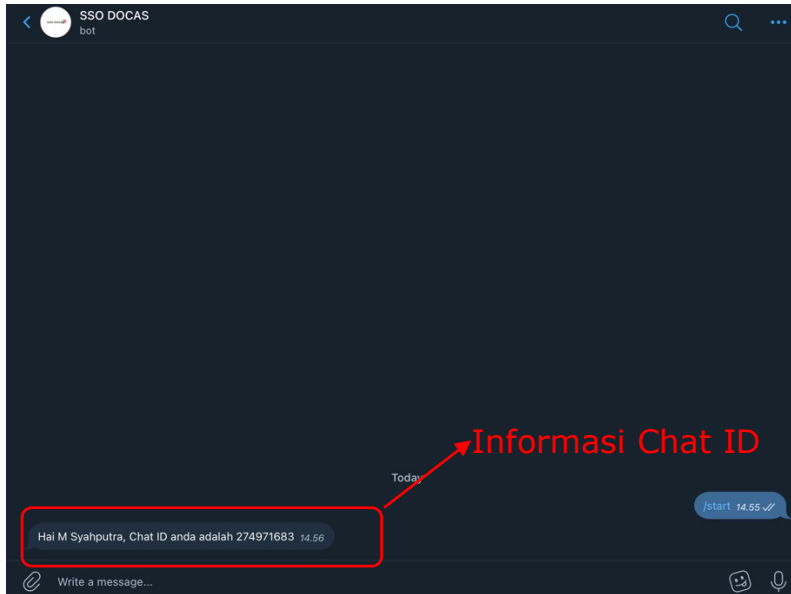 SSO DOCAS
bot
Informasi Chat ID
Today
/start 14.55
Hai M Syahputra, Chat ID anda adalah 274971683 14.56
Write a message...